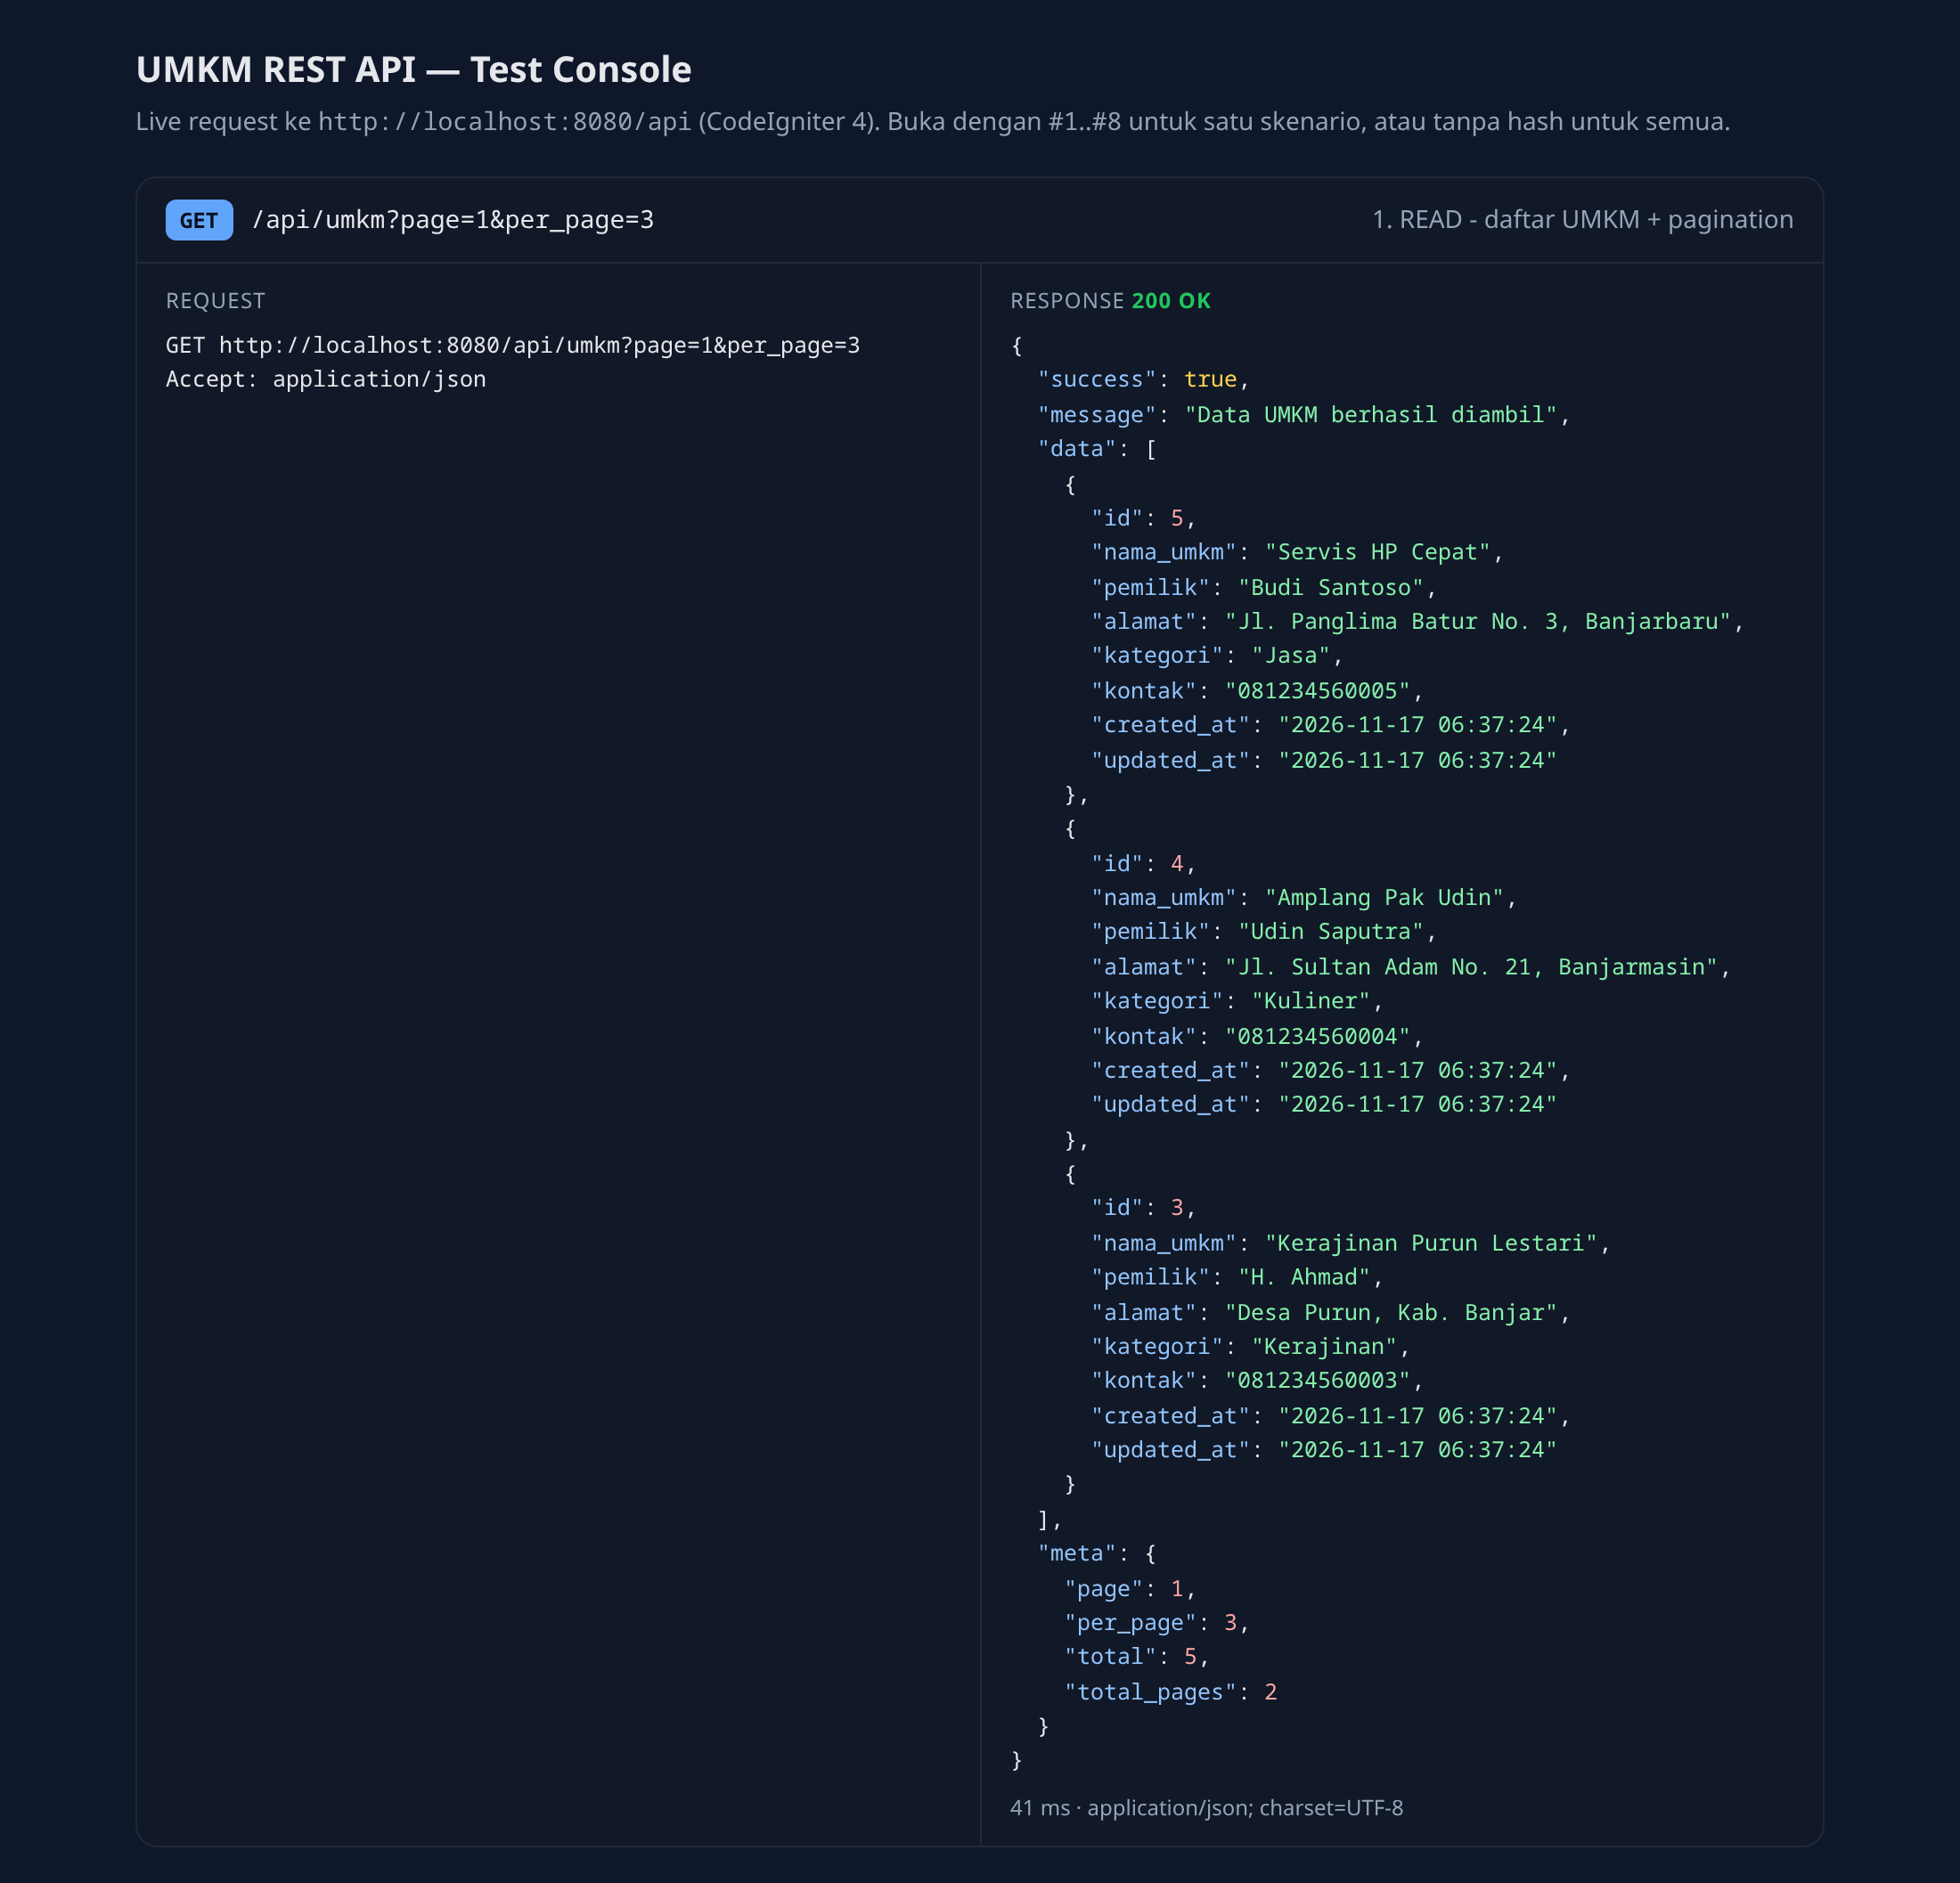 UMKM REST API — Test Console
Live request ke http://localhost:8080/api (CodeIgniter 4). Buka dengan #1..#8 untuk satu skenario, atau tanpa hash untuk semua.
GET /api/umkm?page=1&per_page=3
1. READ - daftar UMKM + pagination
REQUEST
GET http://localhost:8080/api/umkm?page=1&per_page=3
Accept: application/json
RESPONSE 200 OK
{
  "success": true,
  "message": "Data UMKM berhasil diambil",
  "data": [
    {
      "id": 5,
      "nama_umkm": "Servis HP Cepat",
      "pemilik": "Budi Santoso",
      "alamat": "Jl. Panglima Batur No. 3, Banjarbaru",
      "kategori": "Jasa",
      "kontak": "081234560005",
      "created_at": "2026-11-17 06:37:24",
      "updated_at": "2026-11-17 06:37:24"
    },
    {
      "id": 4,
      "nama_umkm": "Amplang Pak Udin",
      "pemilik": "Udin Saputra",
      "alamat": "Jl. Sultan Adam No. 21, Banjarmasin",
      "kategori": "Kuliner",
      "kontak": "081234560004",
      "created_at": "2026-11-17 06:37:24",
      "updated_at": "2026-11-17 06:37:24"
    },
    {
      "id": 3,
      "nama_umkm": "Kerajinan Purun Lestari",
      "pemilik": "H. Ahmad",
      "alamat": "Desa Purun, Kab. Banjar",
      "kategori": "Kerajinan",
      "kontak": "081234560003",
      "created_at": "2026-11-17 06:37:24",
      "updated_at": "2026-11-17 06:37:24"
    }
  ],
  "meta": {
    "page": 1,
    "per_page": 3,
    "total": 5,
    "total_pages": 2
  }
}
41 ms · application/json; charset=UTF-8